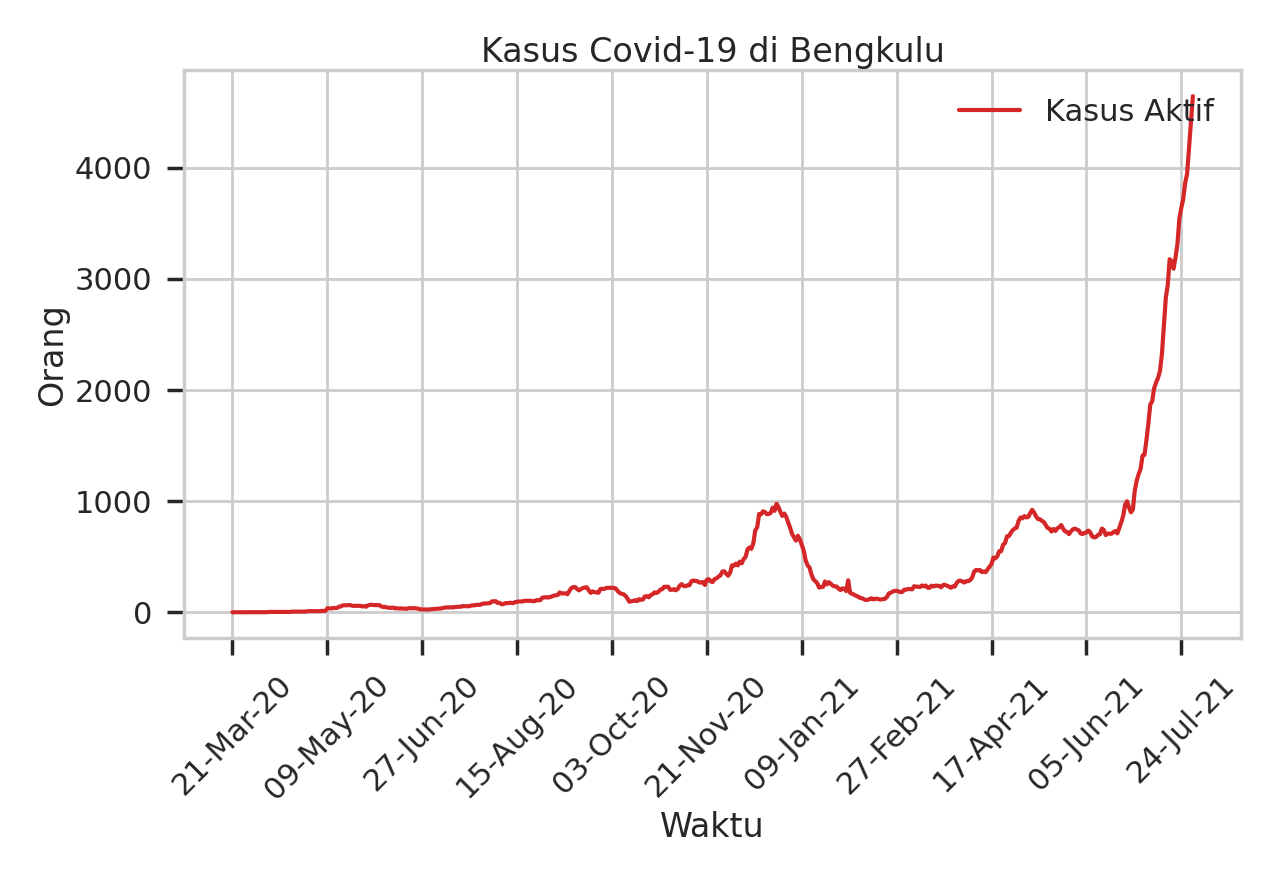 Kasus Covid-19 di Bengkulu
Kasus Aktif
4000
3000
2000
1000
0
Orang
21-Mar-20
09-May-20
27-Jun-20
15-Aug-20
03-Oct-20
21-Nov-20
09-Jan-21
27-Feb-21
17-Apr-21
05-Jun-21
24-Jul-21
Waktu